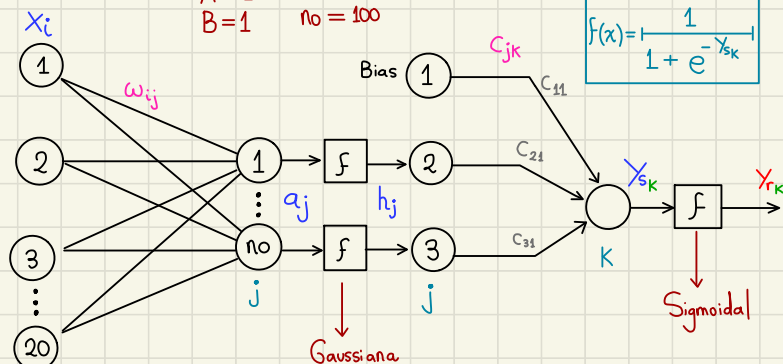 B=1
no = 100
Xi
f(x)= 1 / 1 + e^-Ysk
1
ωij
Bias
1
Cjk
C11
2
1
f
2
C21
Ysk
Yrk
aj
hj
f
3
no
f
3
C31
K
j
j
Sigmoidal
20
Gaussiana